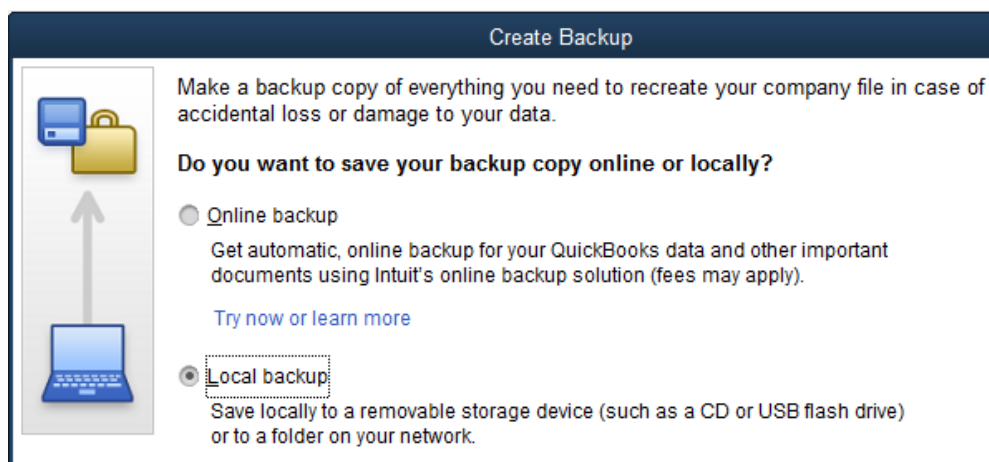 Create Backup
Make a backup copy of everything you need to recreate your company file in case of
accidental loss or damage to your data.
Do you want to save your backup copy online or locally?
Online backup
Get automatic, online backup for your QuickBooks data and other important
documents using Intuit's online backup solution (fees may apply).
Try now or learn more
Local backup
Save locally to a removable storage device (such as a CD or USB flash drive)
or to a folder on your network.